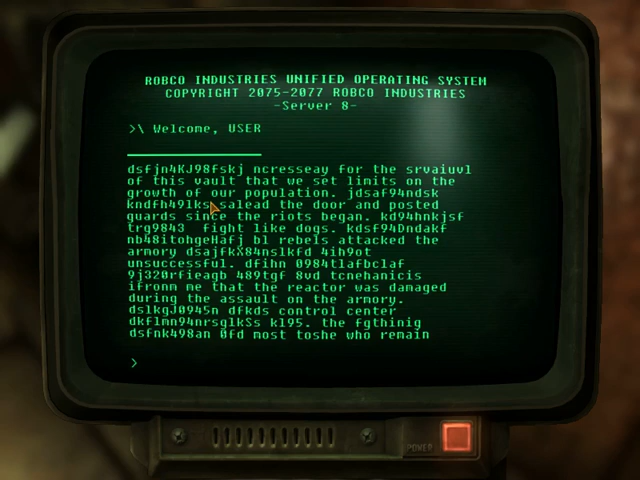 ROBCO INDUSTRIES UNIFIED OPERATING SYSTEM
COPYRIGHT 2075-2077 ROBCO INDUSTRIES
-Server 8-
>\ Welcome, USER
dsfjn4KJ98fskj ncresseay for the srvaiuvl
of this vault that we set limits on the
growth of our population. jdsaf94ndsk
kndfh49lks salead the door and posted
guards since the riots began. kd94hnkjsf
trg9843 fight like dogs. kdsf94Dndakf
nb48itohgeHafj bl rebels attacked the
armory dsajfkX84nslkfd 4ih9ot
unsuccessful. dfihn 0984tlafbclaf
9j320rfieagb 489tgf 8vd tcnehanicis
ifronm me that the reactor was damaged
during the assault on the armory.
dslkgJ0945n dfkds control center
dkflmn94nrsglkSs kl95. the fgthinig
dsfnk498an 0fd most toshe who remain
>
POWER